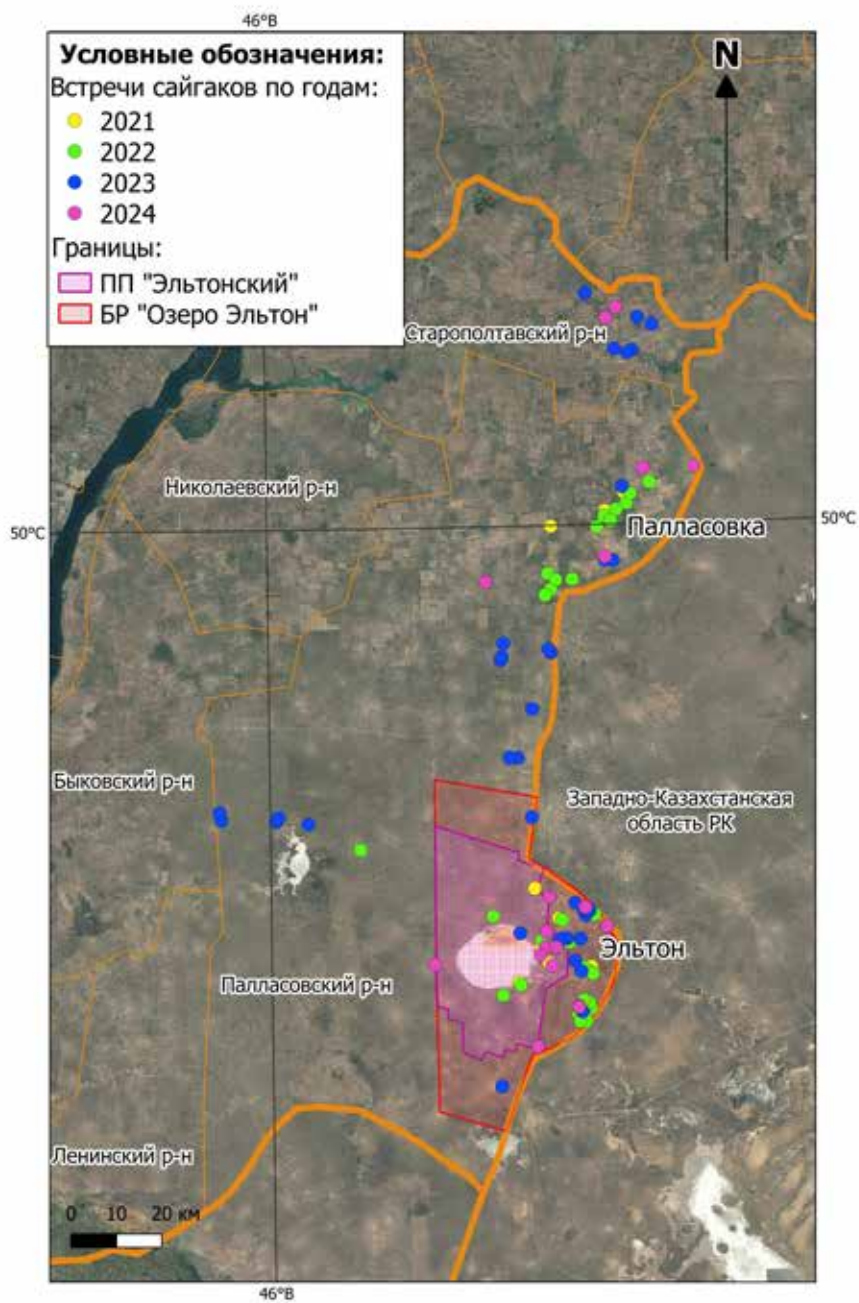 46°В
Условные обозначения:
Встречи сайгаков по годам:
2021
2022
2023
2024
Границы:
ПП "Эльтонский"
БР "Озеро Эльтон"
N
Старополтавский р-н
Николаевский р-н
50°С
Палласовка
50°С
Быковский р-н
Западно-Казахстанская
область РК
Эльтон
Палласовский р-н
Ленинский р-н
0 10 20 км
46°В